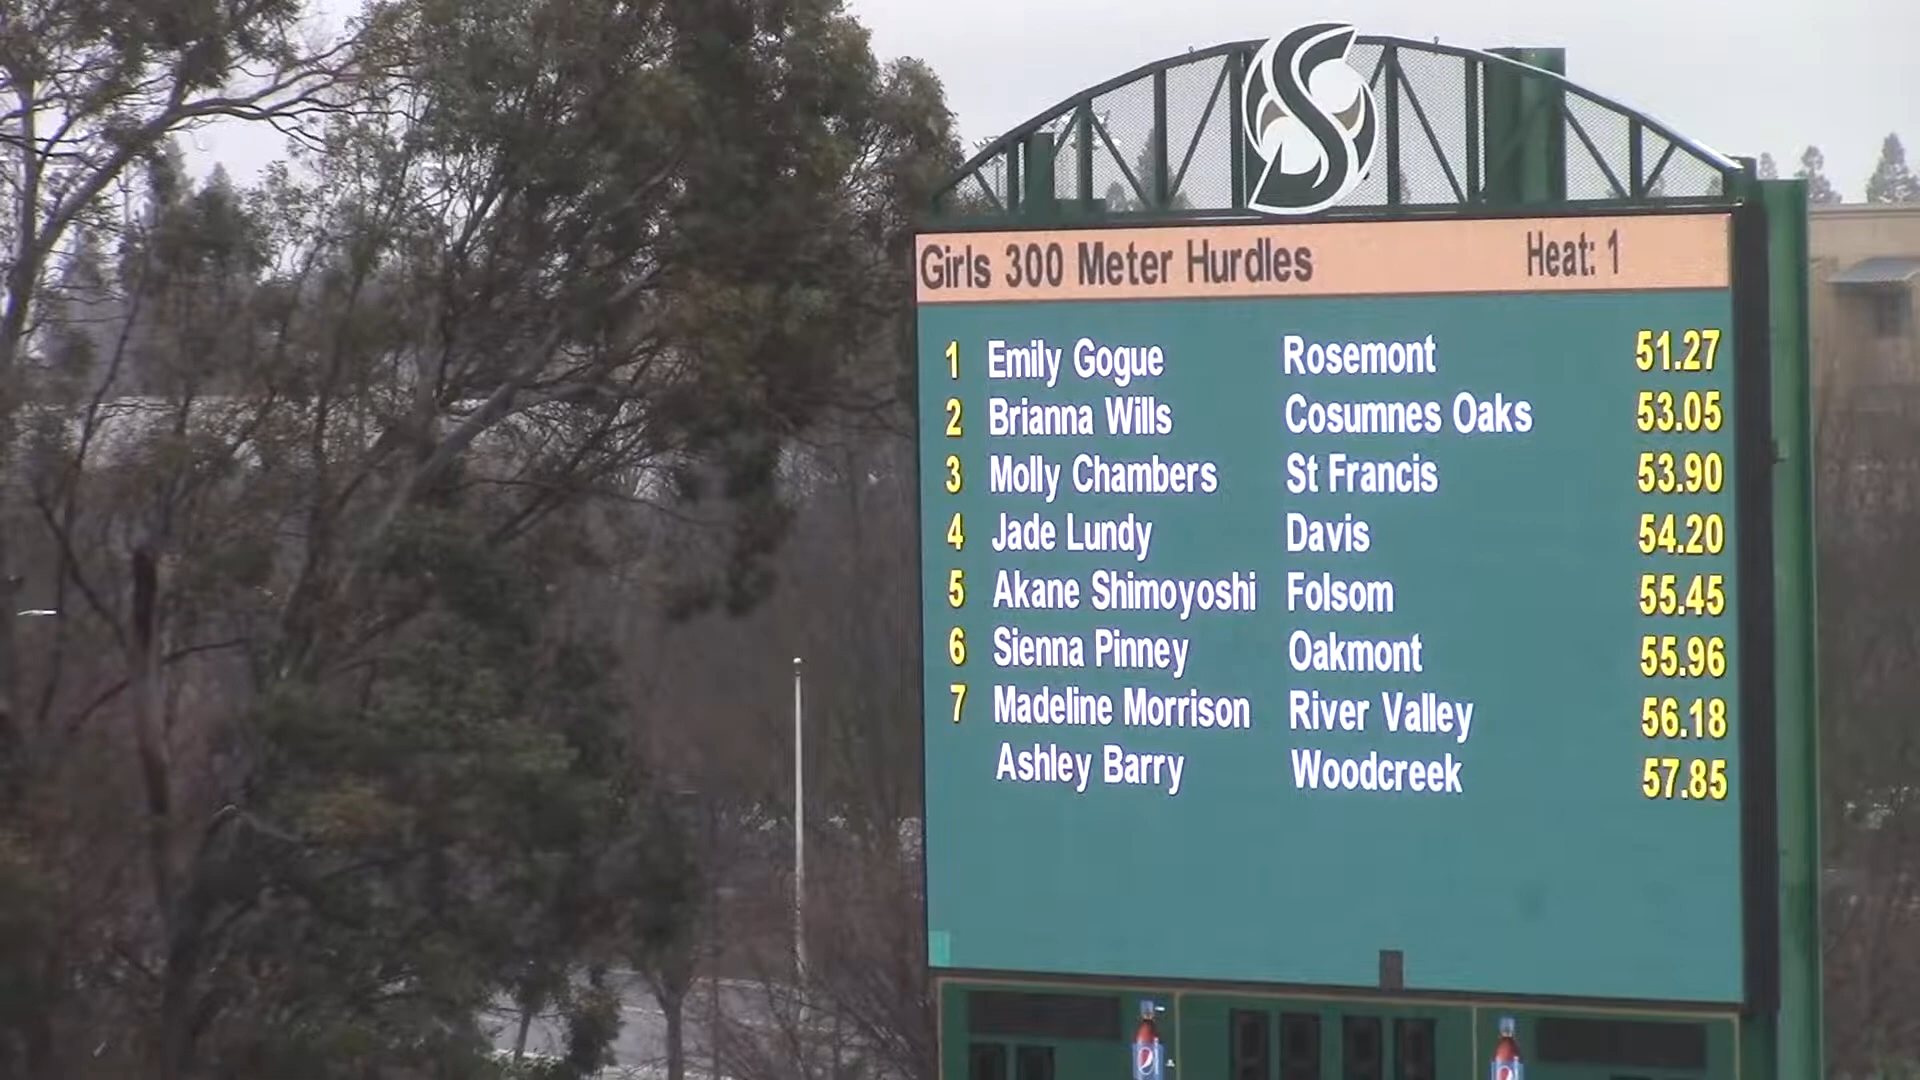 S
Girls 300 Meter Hurdles Heat: 1
1 Emily Gogue Rosemont 51.27
2 Brianna Wills Cosumnes Oaks 53.05
3 Molly Chambers St Francis 53.90
4 Jade Lundy Davis 54.20
5 Akane Shimoyoshi Folsom 55.45
6 Sienna Pinney Oakmont 55.96
7 Madeline Morrison River Valley 56.18
Ashley Barry Woodcreek 57.85